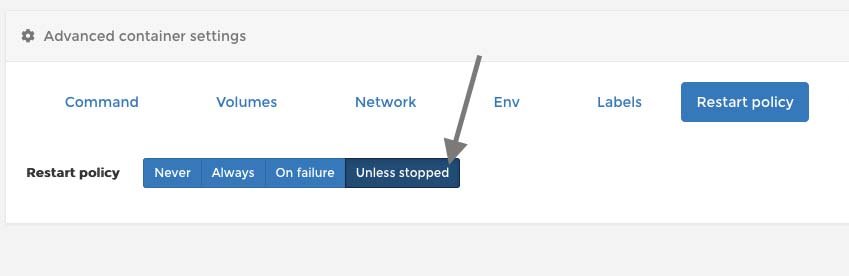 Advanced container settings
Command Volumes Network Env Labels Restart policy
Restart policy Never Always On failure Unless stopped